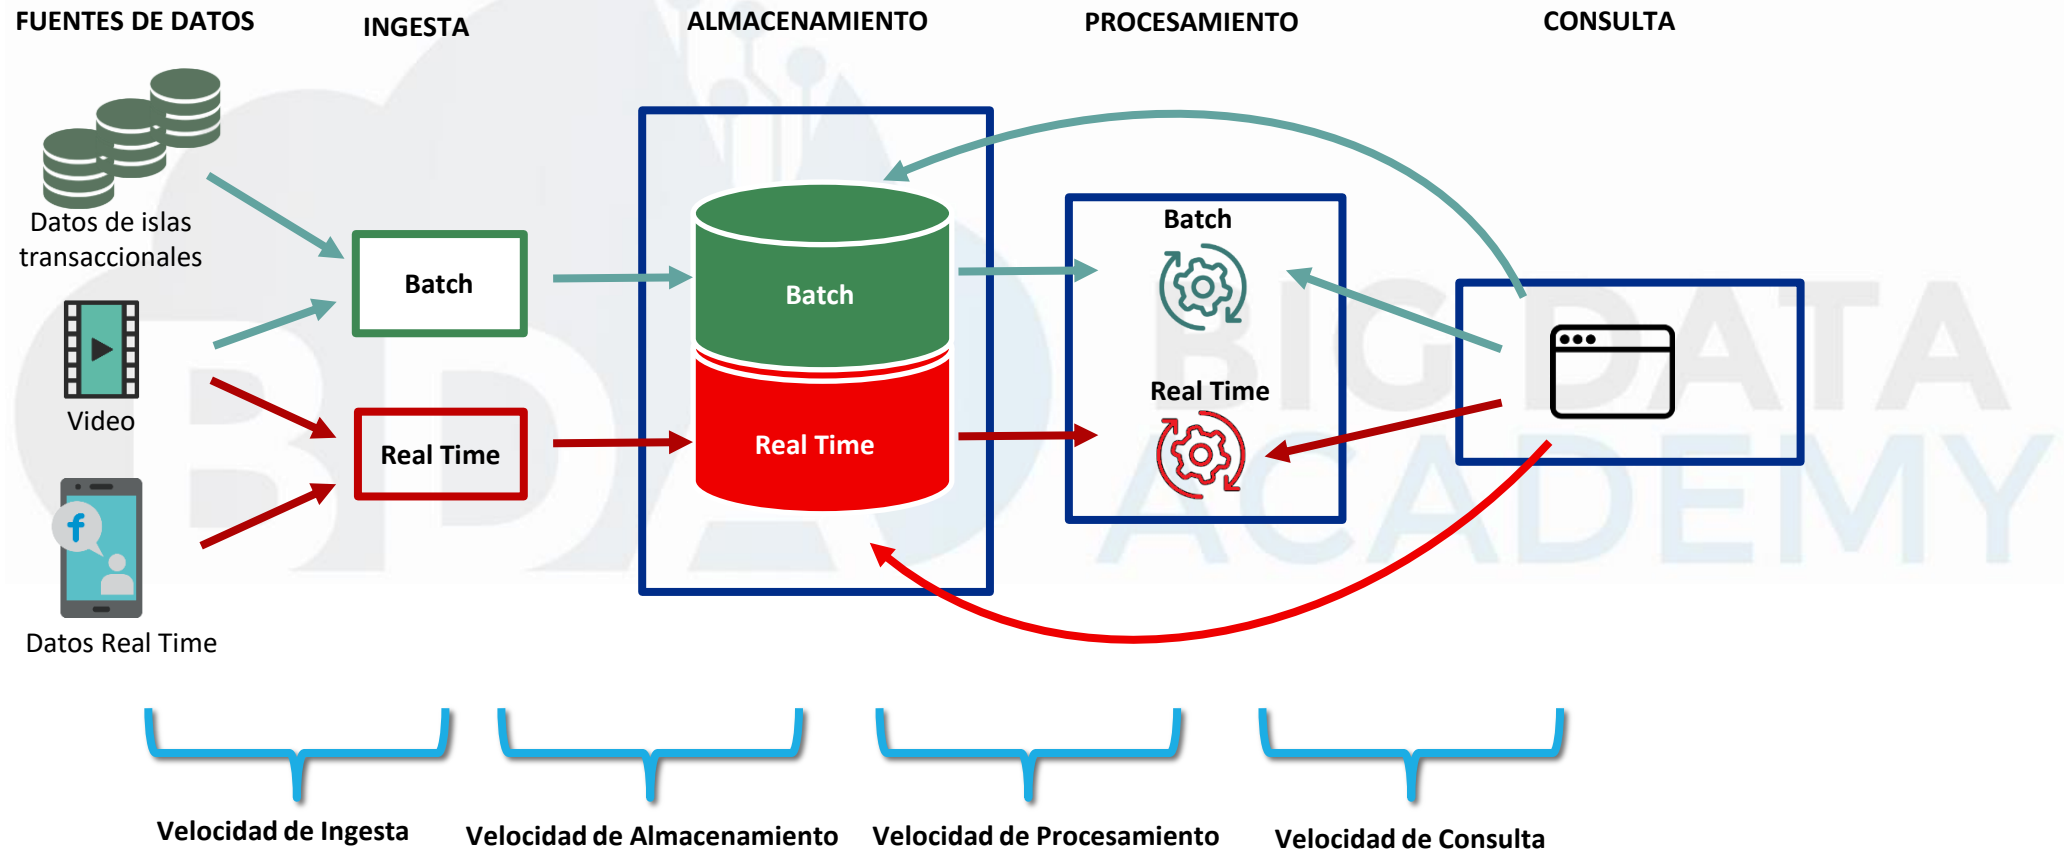 FUENTES DE DATOS
INGESTA
ALMACENAMIENTO
PROCESAMIENTO
CONSULTA
Datos de islas
transaccionales
Video
f
Datos Real Time
Batch
Real Time
Batch
Real Time
Batch
Real Time
BDA
BIG DATA
ACADEMY
Velocidad de Ingesta
Velocidad de Almacenamiento
Velocidad de Procesamiento
Velocidad de Consulta